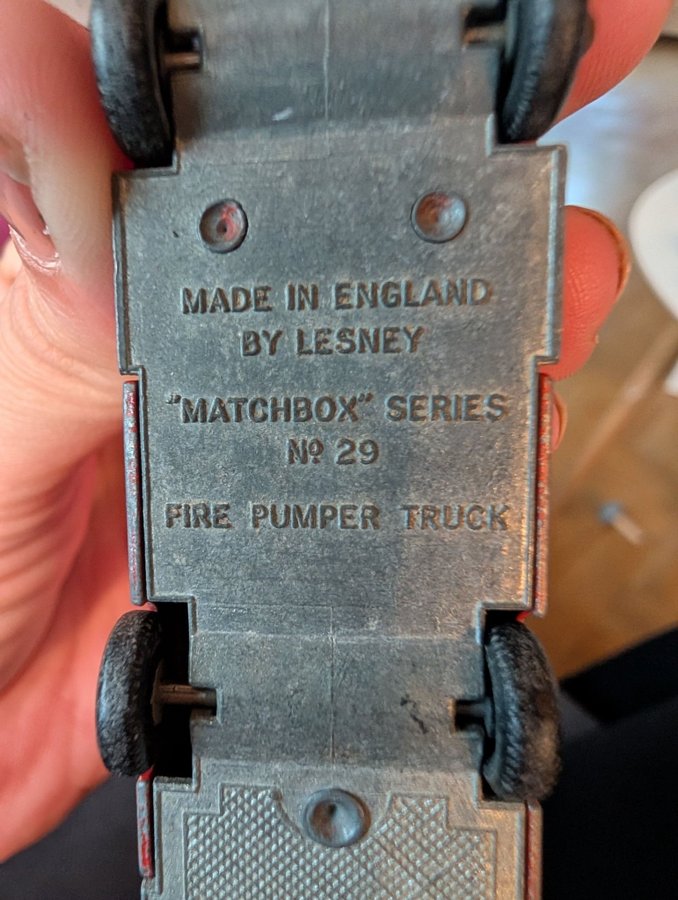 MADE IN ENGLAND
BY LESNEY
"MATCHBOX" SERIES
Nº 29
FIRE PUMPER TRUCK